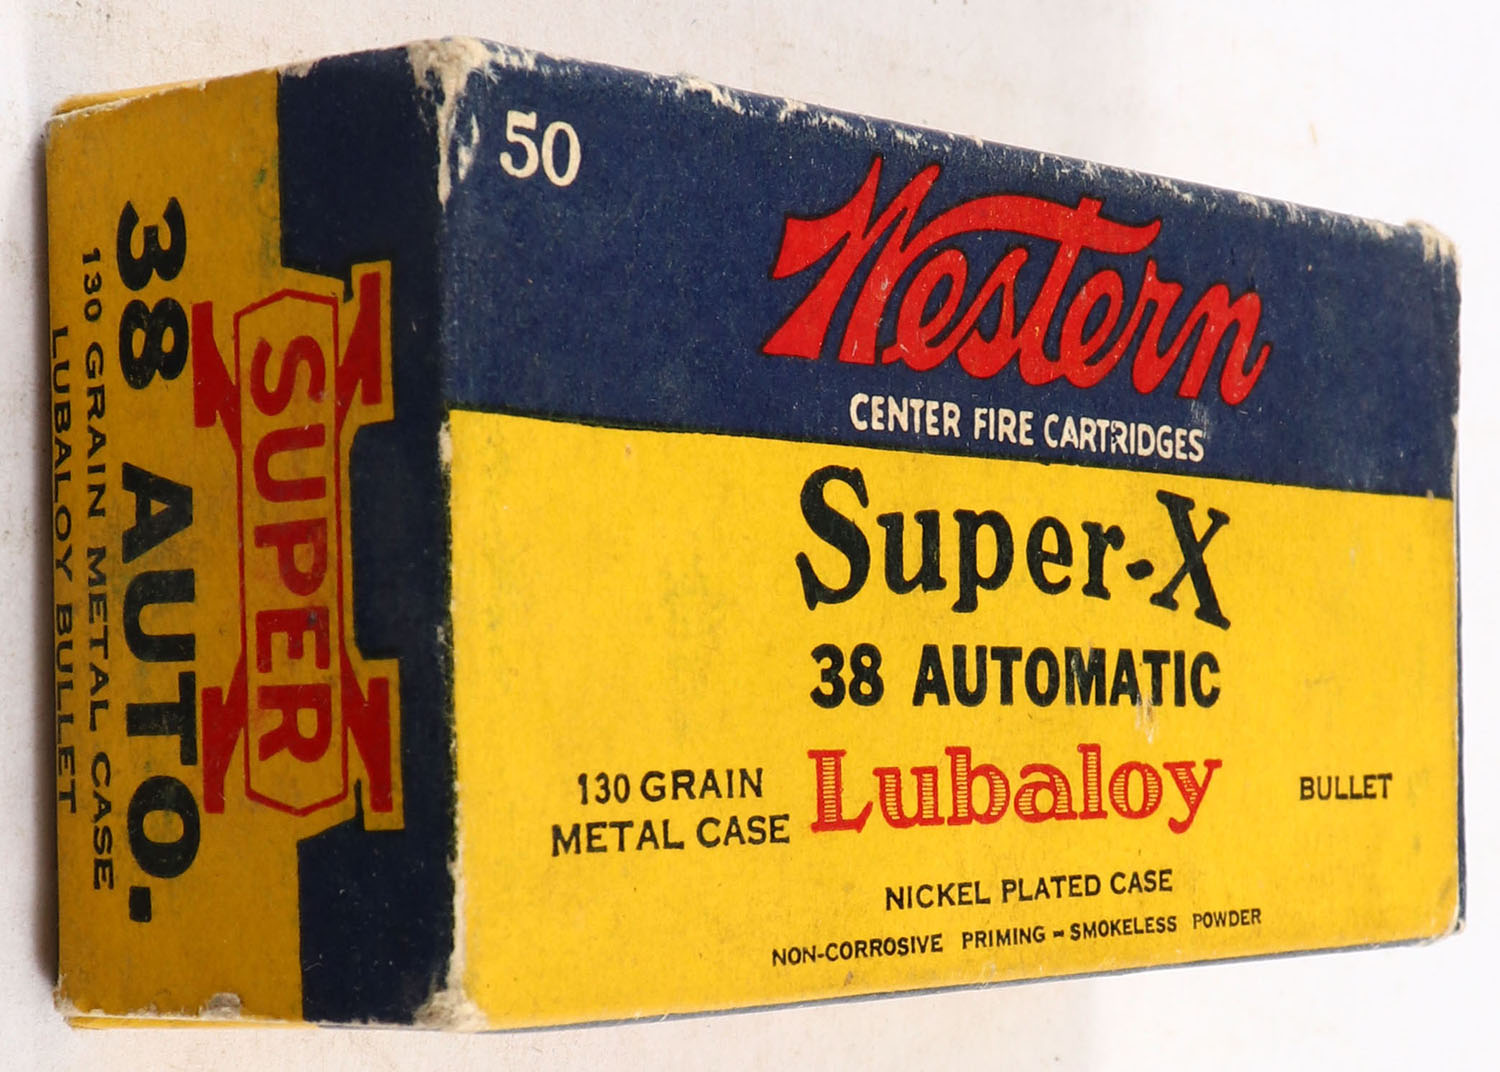 50
Western
CENTER FIRE CARTRIDGES
Super-X
38 AUTOMATIC
130 GRAIN
METAL CASE
Lubaloy
BULLET
NICKEL PLATED CASE
NON-CORROSIVE PRIMING - SMOKELESS POWDER
SUPER X
38 AUTO.
130 GRAIN METAL CASE
LUBALOY BULLET